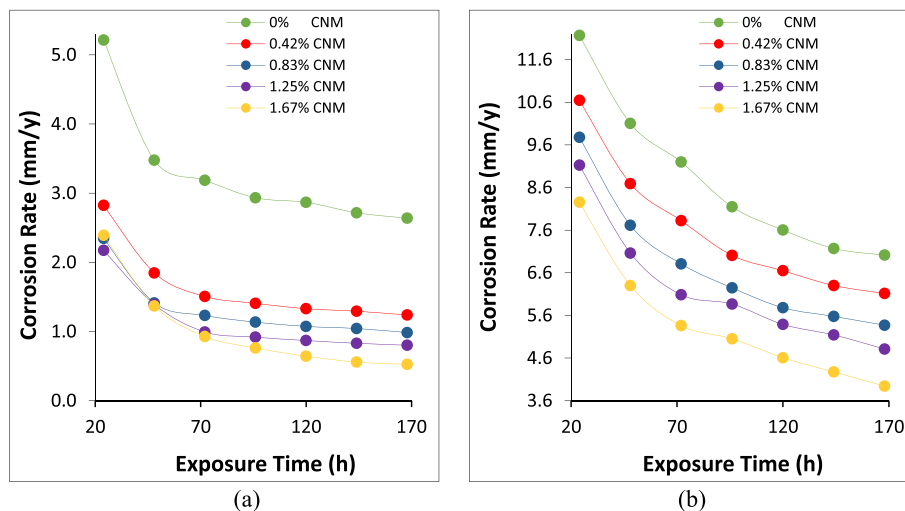 0% CNM
0.42% CNM
0.83% CNM
1.25% CNM
1.67% CNM
5.0
4.0
3.0
2.0
1.0
0.0
Corrosion Rate (mm/y)
20 70 120 170
Exposure Time (h)
(a)
0% CNM
0.42% CNM
0.83% CNM
1.25% CNM
1.67% CNM
11.6
10.6
9.6
8.6
7.6
6.6
5.6
4.6
3.6
Corrosion Rate (mm/y)
20 70 120 170
Exposure Time (h)
(b)